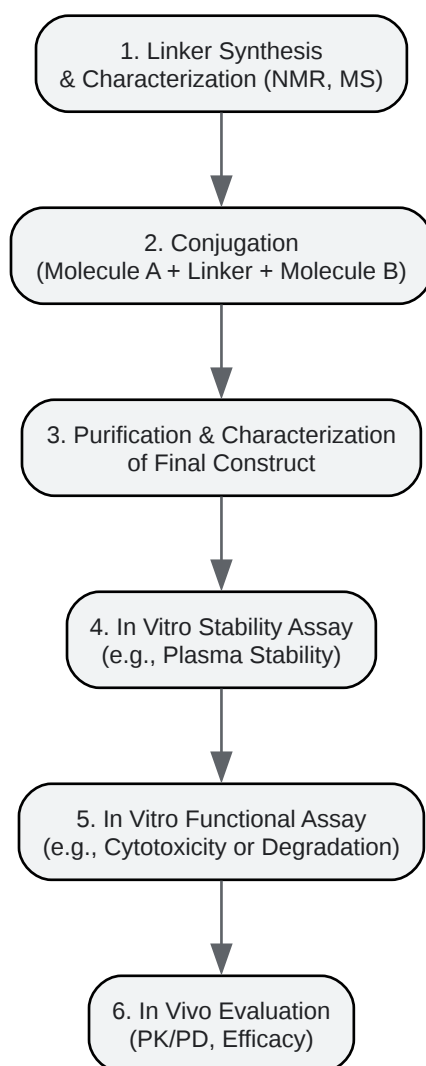 1. Linker Synthesis
& Characterization (NMR, MS)
2. Conjugation
(Molecule A + Linker + Molecule B)
3. Purification & Characterization
of Final Construct
4. In Vitro Stability Assay
(e.g., Plasma Stability)
5. In Vitro Functional Assay
(e.g., Cytotoxicity or Degradation)
6. In Vivo Evaluation
(PK/PD, Efficacy)